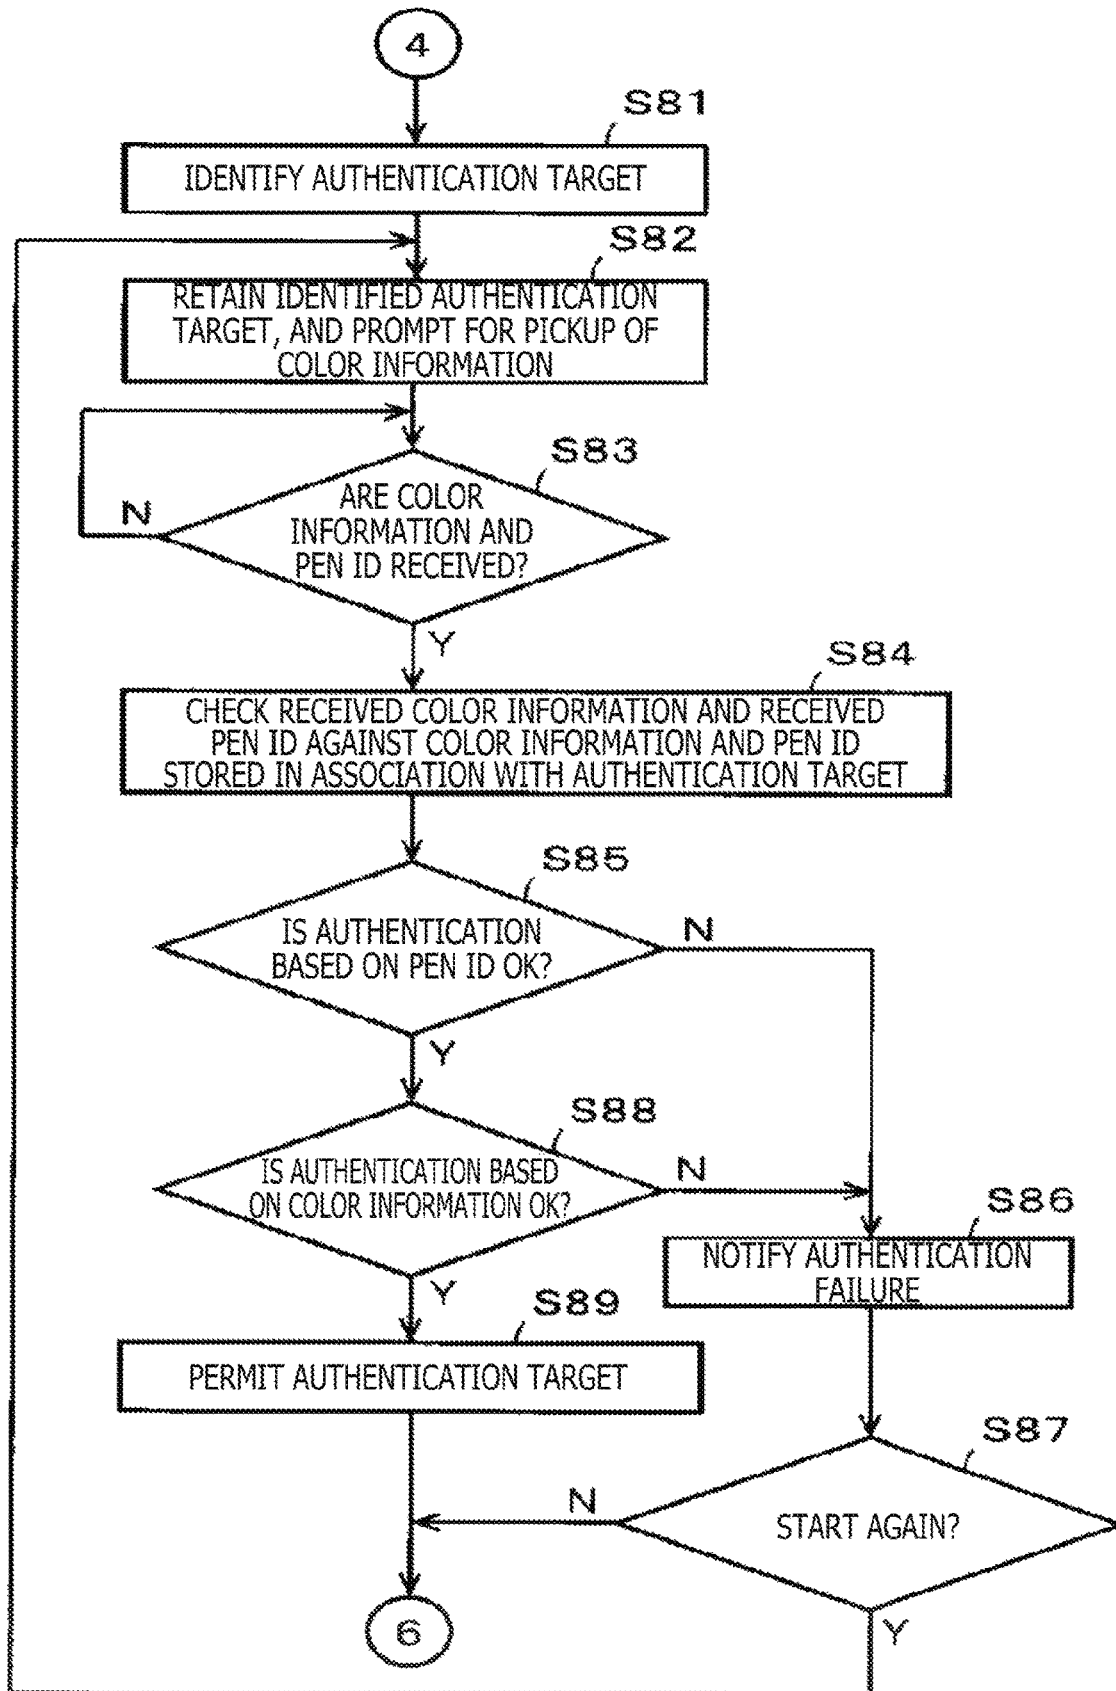 4
S81
IDENTIFY AUTHENTICATION TARGET
S82
RETAIN IDENTIFIED AUTHENTICATION
TARGET, AND PROMPT FOR PICKUP OF
COLOR INFORMATION
S83
ARE COLOR
INFORMATION AND
PEN ID RECEIVED?
N
Y
S84
CHECK RECEIVED COLOR INFORMATION AND RECEIVED
PEN ID AGAINST COLOR INFORMATION AND PEN ID
STORED IN ASSOCIATION WITH AUTHENTICATION TARGET
S85
IS AUTHENTICATION
BASED ON PEN ID OK?
N
Y
S88
IS AUTHENTICATION BASED
ON COLOR INFORMATION OK?
N
Y
S86
NOTIFY AUTHENTICATION
FAILURE
S89
PERMIT AUTHENTICATION TARGET
S87
START AGAIN?
N
Y
6